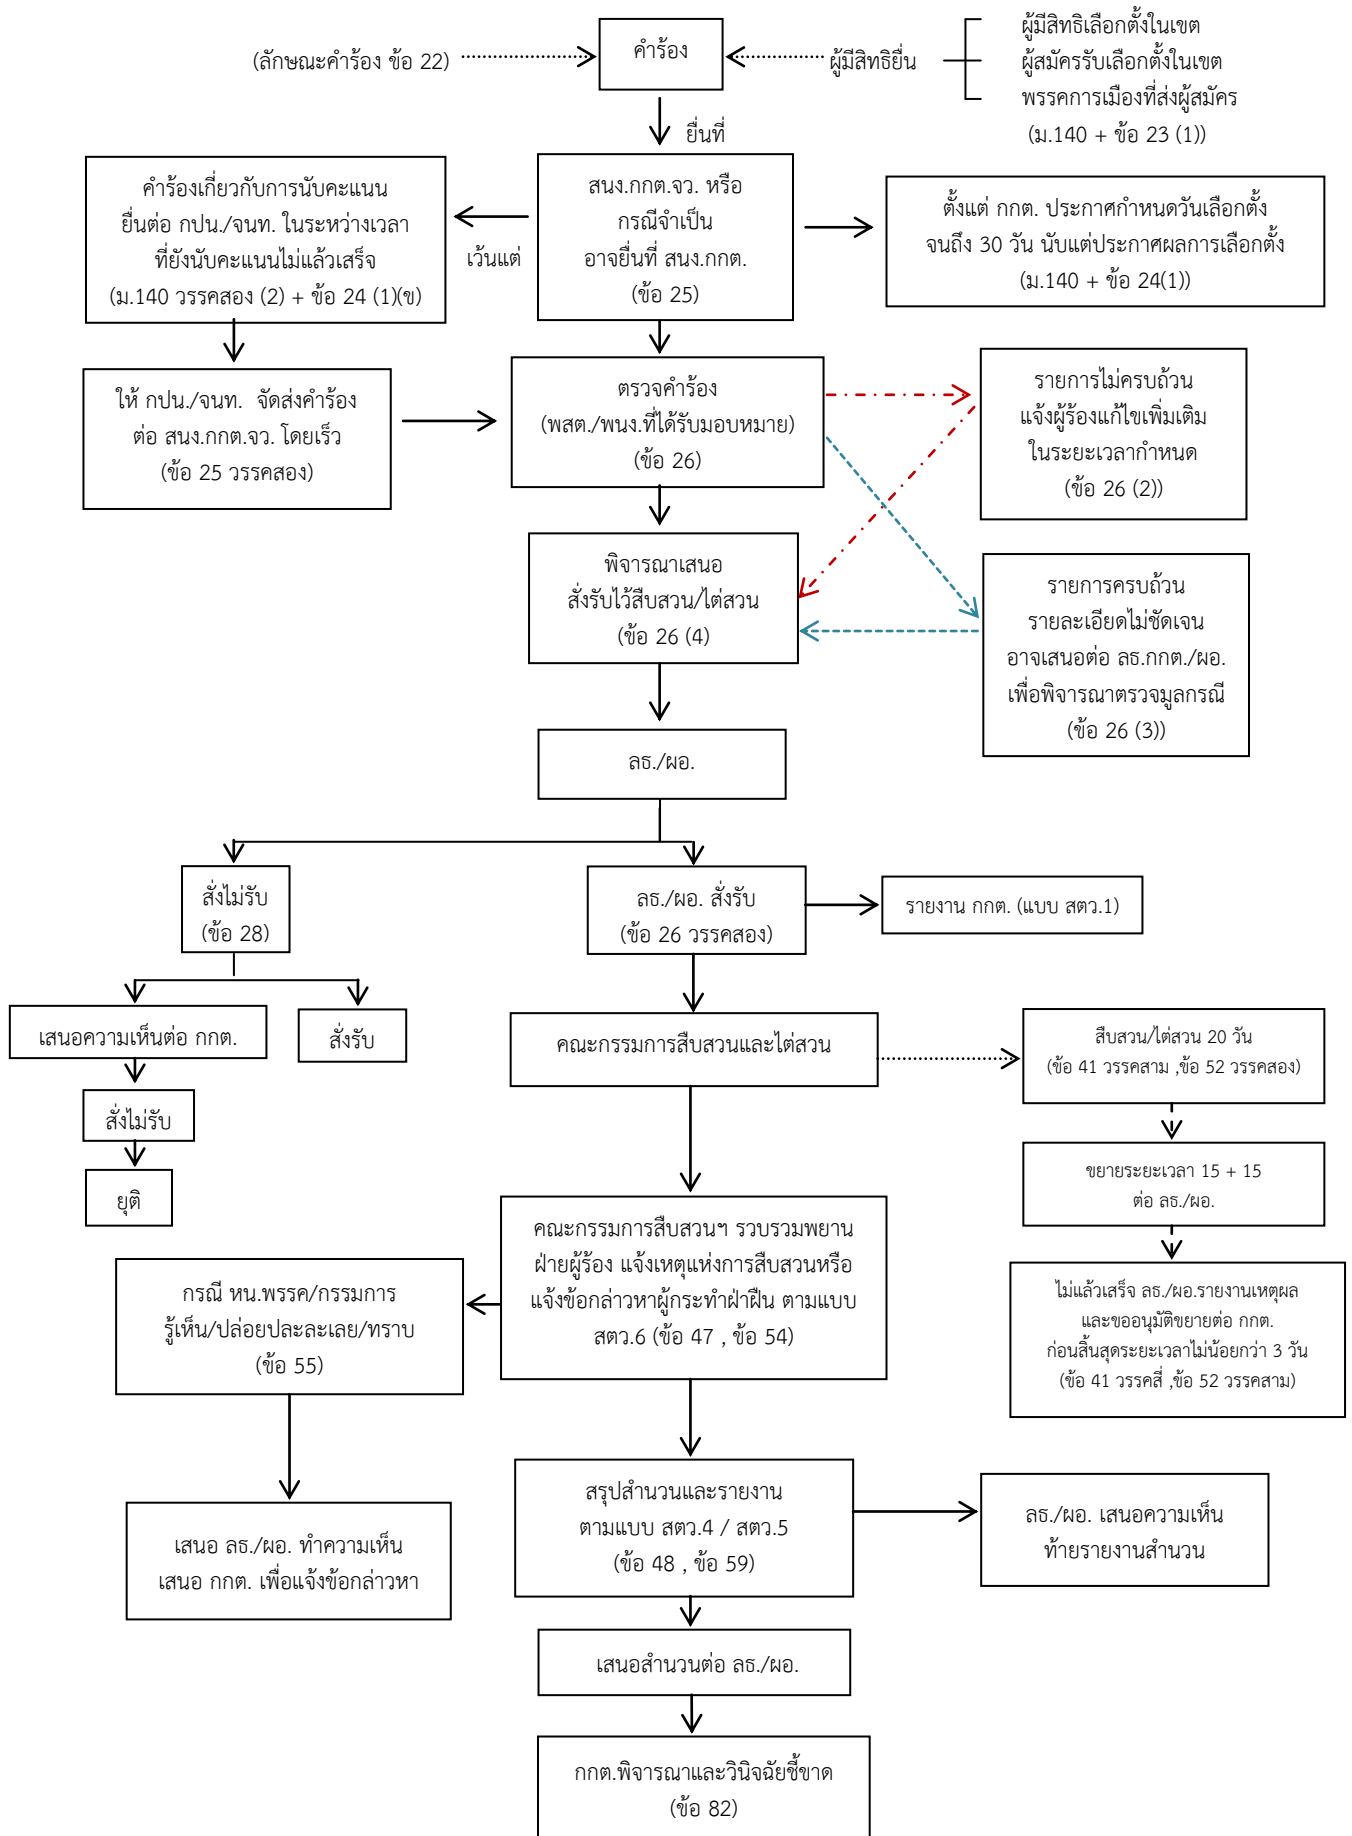 (ลักษณะคำร้อง ข้อ 22)
คำร้อง
ผู้มีสิทธิยื่น
ผู้มีสิทธิเลือกตั้งในเขต
ผู้สมัครรับเลือกตั้งในเขต
พรรคการเมืองที่ส่งผู้สมัคร
(ม.140 + ข้อ 23 (1))
ยื่นที่
คำร้องเกี่ยวกับการนับคะแนน
ยื่นต่อ กปน./จนท. ในระหว่างเวลา
ที่ยังนับคะแนนไม่แล้วเสร็จ
(ม.140 วรรคสอง (2) + ข้อ 24 (1)(ข)
เว้นแต่
สนง.กกต.จว. หรือ
กรณีจำเป็น
อาจยื่นที่ สนง.กกต.
(ข้อ 25)
ตั้งแต่ กกต. ประกาศกำหนดวันเลือกตั้ง
จนถึง 30 วัน นับแต่ประกาศผลการเลือกตั้ง
(ม.140 + ข้อ 24(1))
ให้ กปน./จนท. จัดส่งคำร้อง
ต่อ สนง.กกต.จว. โดยเร็ว
(ข้อ 25 วรรคสอง)
ตรวจคำร้อง
(พสต./พนง.ที่ได้รับมอบหมาย)
(ข้อ 26)
รายการไม่ครบถ้วน
แจ้งผู้ร้องแก้ไขเพิ่มเติม
ในระยะเวลากำหนด
(ข้อ 26 (2))
พิจารณาเสนอ
สั่งรับไว้สืบสวน/ไต่สวน
(ข้อ 26 (4)
รายการครบถ้วน
รายละเอียดไม่ชัดเจน
อาจเสนอต่อ ลธ.กกต./ผอ.
เพื่อพิจารณาตรวจมูลกรณี
(ข้อ 26 (3))
ลธ./ผอ.
สั่งไม่รับ
(ข้อ 28)
ลธ./ผอ. สั่งรับ
(ข้อ 26 วรรคสอง)
รายงาน กกต. (แบบ สตว.1)
เสนอความเห็นต่อ กกต.
สั่งรับ
สั่งไม่รับ
ยุติ
คณะกรรมการสืบสวนและไต่สวน
สืบสวน/ไต่สวน 20 วัน
(ข้อ 41 วรรคสาม ,ข้อ 52 วรรคสอง)
ขยายระยะเวลา 15 + 15
ต่อ ลธ./ผอ.
ไม่แล้วเสร็จ ลธ./ผอ.รายงานเหตุผล
และขออนุมัติขยายต่อ กกต.
ก่อนสิ้นสุดระยะเวลาไม่น้อยกว่า 3 วัน
(ข้อ 41 วรรคสี่ ,ข้อ 52 วรรคสาม)
คณะกรรมการสืบสวนฯ รวบรวมพยาน
ฝ่ายผู้ร้อง แจ้งเหตุแห่งการสืบสวนหรือ
แจ้งข้อกล่าวหาผู้กระทำฝ่าฝืน ตามแบบ
สตว.6 (ข้อ 47 , ข้อ 54)
กรณี หน.พรรค/กรรมการ
รู้เห็น/ปล่อยปละละเลย/ทราบ
(ข้อ 55)
เสนอ ลธ./ผอ. ทำความเห็น
เสนอ กกต. เพื่อแจ้งข้อกล่าวหา
สรุปสำนวนและรายงาน
ตามแบบ สตว.4 / สตว.5
(ข้อ 48 , ข้อ 59)
ลธ./ผอ. เสนอความเห็น
ท้ายรายงานสำนวน
เสนอสำนวนต่อ ลธ./ผอ.
กกต.พิจารณาและวินิจฉัยชี้ขาด
(ข้อ 82)